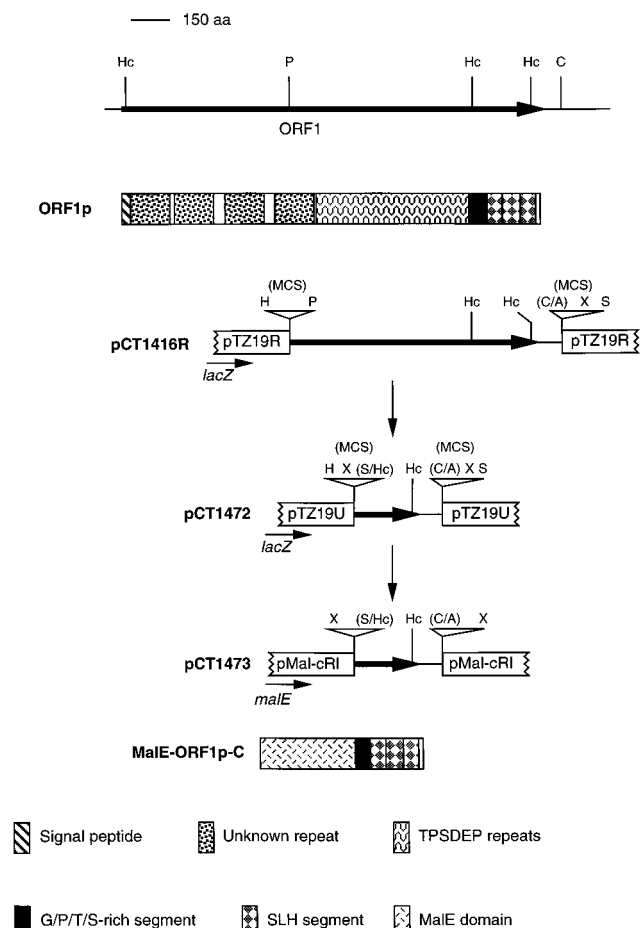 150 aa
Hc P Hc Hc C
ORF1
ORF1p
(MCS) (MCS)
H P Hc Hc (C/A) X S
pCT1416R pTZ19R pTZ19R
lacZ
(MCS) (MCS)
H X (S/Hc) Hc (C/A) X S
pCT1472 pTZ19U pTZ19U
lacZ
X (S/Hc) Hc (C/A) X
pCT1473 pMal-cRI pMal-cRI
malE
MalE-ORF1p-C
Signal peptide Unknown repeat TPSDEP repeats
G/P/T/S-rich segment SLH segment MalE domain